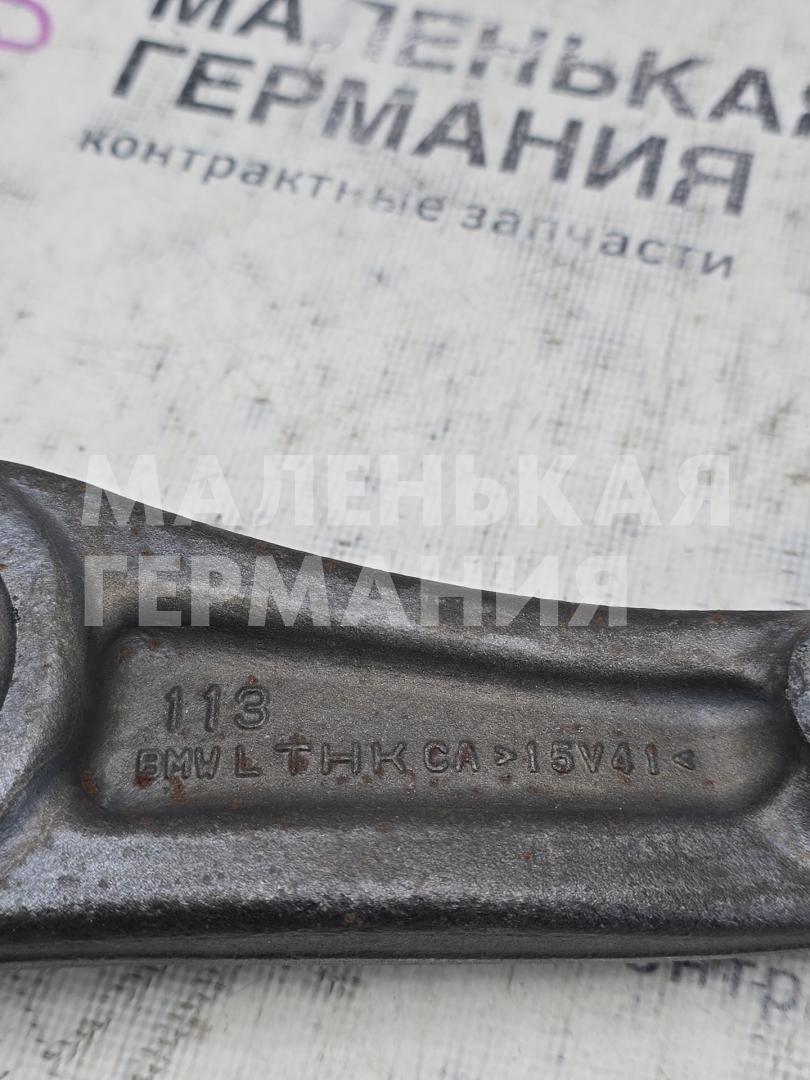 МАЛЕНЬКАЯ
ГЕРМАНИЯ
контрактные запчасти
МАЛЕНЬКАЯ
ГЕРМАНИЯ
113
BMW L THK CA >15V41<